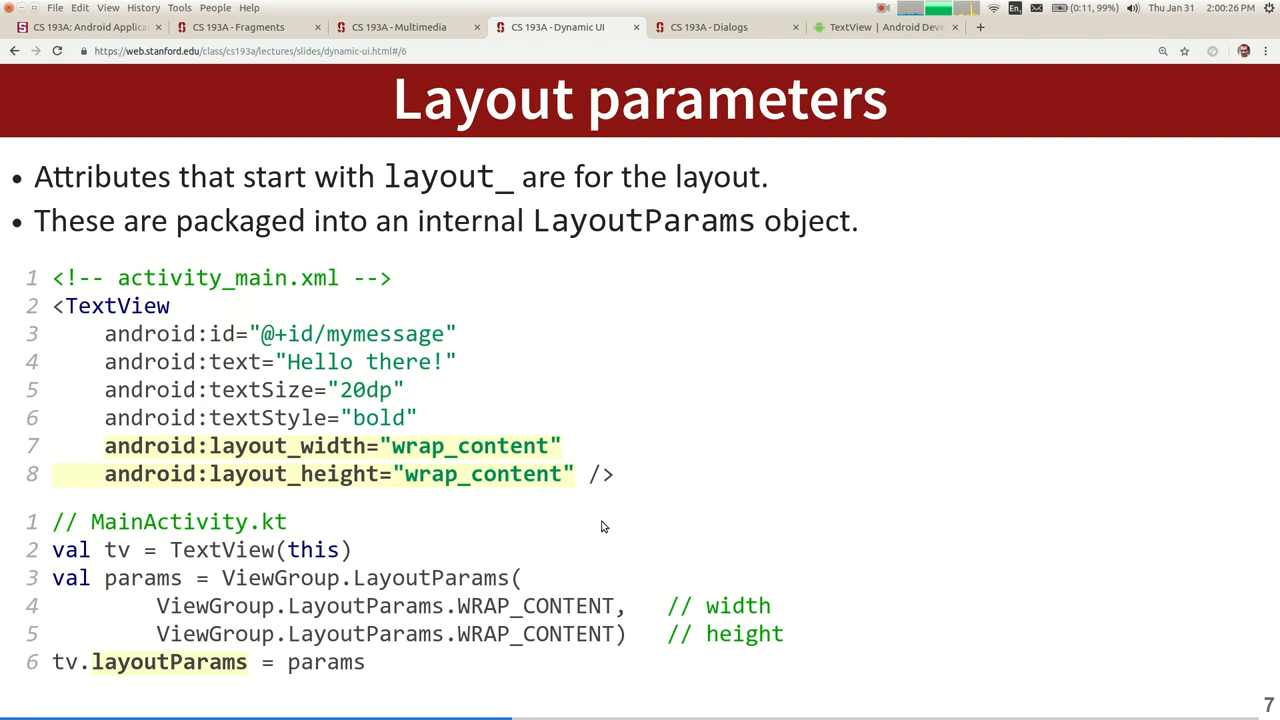 File Edit View History Tools People Help
En, (0:11, 99%) Thu Jan 31 2:00:26 PM
CS 193A: Android Applica × CS 193A - Fragments × CS 193A - Multimedia × CS 193A - Dynamic UI × CS 193A - Dialogs × TextView | Android Deve × +
https://web.stanford.edu/class/cs193a/lectures/slides/dynamic-ui.html#/6
Layout parameters
• Attributes that start with layout_ are for the layout.
• These are packaged into an internal LayoutParams object.
1 <!-- activity_main.xml -->
2 <TextView
3 android:id="@+id/mymessage"
4 android:text="Hello there!"
5 android:textSize="20dp"
6 android:textStyle="bold"
7 android:layout_width="wrap_content"
8 android:layout_height="wrap_content" />
1 // MainActivity.kt
2 val tv = TextView(this)
3 val params = ViewGroup.LayoutParams(
4 ViewGroup.LayoutParams.WRAP_CONTENT, // width
5 ViewGroup.LayoutParams.WRAP_CONTENT) // height
6 tv.layoutParams = params
7